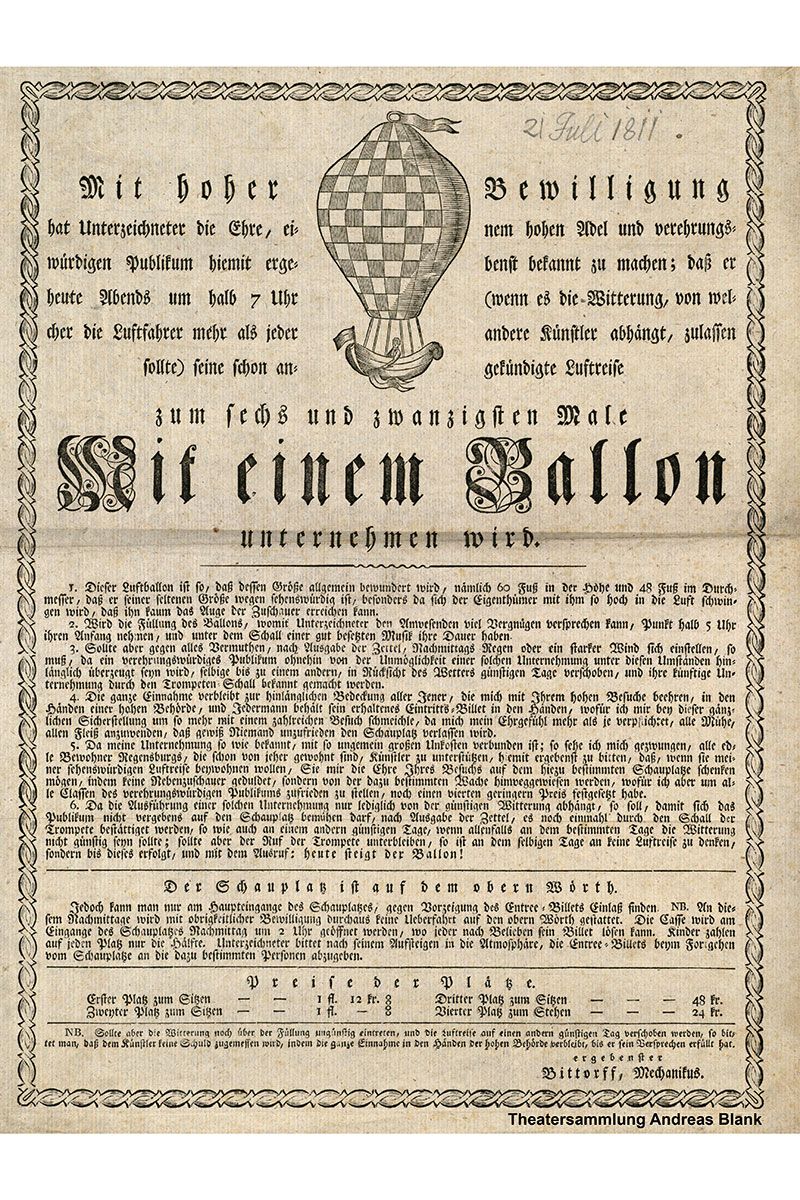 21 Juli 1811.
Mit hoher Bewilligung
hat Unterzeichneter die Ehre, ei⸗ nem hohen Adel und verehrungs⸗
würdigen Publikum hiemit erge⸗ benst bekannt zu machen; daß er
heute Abends um halb 7 Uhr (wenn es die Witterung, von wel⸗
cher die Luftfahrer mehr als jeder andere Künstler abhängt, zulassen
sollte) seine schon an⸗ gekündigte Luftreise
zum sechs und zwanzigsten Male
Mit einem Ballon
unternehmen wird.
1. Dieser Luftballon ist so, daß dessen Größe allgemein bewundert wird, nämlich 60 Fuß in der Höhe und 48 Fuß im Durch⸗
messer, daß er seiner seltenen Größe wegen sehenswürdig ist, besonders da sich der Eigenthümer mit ihm so hoch in die Luft schwin⸗
gen wird, daß ihn kaum das Auge der Zuschauer erreichen kann.
2. Wird die Füllung des Ballons, womit Unterzeichneter den Anwesenden viel Vergnügen versprechen kann, Punkt halb 5 Uhr
ihren Anfang nehmen, und unter dem Schall einer gut besetzten Musik ihre Dauer haben.
3. Sollte aber gegen alles Vermuthen, nach Ausgabe der Zettel, Nachmittags Regen oder ein starker Wind sich einstellen, so
muß, da ein verehrungswürdiges Publikum ohnehin von der Unmöglichkeit einer solchen Unternehmung unter diesen Umständen hin⸗
länglich überzeugt seyn wird, selbige bis zu einem andern, in Rücksicht des Wetters günstigen Tage verschoben, und ihre künftige Un⸗
ternehmung durch den Trompeten⸗Schall bekannt gemacht werden.
4. Die ganze Einnahme verbleibt zur hinlänglichen Bedeckung aller Jener, die mich mit Ihrem hohen Besuche beehren, in den
Händen einer hohen Behörde, und Jedermann behält sein erhaltenes Eintritts⸗Billet in den Händen, wofür ich mir bey dieser gänz⸗
lichen Sicherstellung um so mehr mit einem zahlreichen Besuch schmeichle, da mich mein Ehrgefühl mehr als je verpflichtet, alle Mühe,
allen Fleiß anzuwenden, daß gewiß Niemand unzufrieden den Schauplatz verlassen wird.
5. Da meine Unternehmung so wie bekannt, mit so ungemein großen Unkosten verbunden ist; so sehe ich mich gezwungen, alle ed⸗
le Bewohner Regensburgs, die schon von jeher gewohnt sind, Künstler zu unterstützen, hiemit ergebenst zu bitten, daß, wenn sie mei⸗
ner sehenswürdigen Luftreise beywohnen wollen, Sie mir die Ehre Ihres Besuchs auf dem hiezu bestimmten Schauplatze schenken
mögen, indem keine Nebenzuschauer geduldet, sondern von der dazu bestimmten Wache hinweggewiesen werden, wofür ich aber um al⸗
le Classen des verehrungswürdigen Publikums zufrieden zu stellen, noch einen vierten geringern Preis festgesetzt habe.
6. Da die Ausführung einer solchen Unternehmung nur lediglich von der günstigen Witterung abhängt, so soll, damit sich das
Publikum nicht vergebens auf den Schauplatz bemühen darf, nach Ausgabe der Zettel, es noch einmahl durch den Schall der
Trompete bestättiget werden, so wie auch an einem andern günstigen Tage, wenn allenfalls an dem bestimmten Tage die Witterung
nicht günstig seyn sollte; sollte aber der Ruf der Trompete unterbleiben, so ist an dem selbigen Tage an keine Luftreise zu denken,
sondern bis dieses erfolgt, und mit dem Ausruf: heute steigt der Ballon!
Der Schauplatz ist auf dem obern Wörth.
Jedoch kann man nur am Haupteingange des Schauplatzes, gegen Vorzeigung des Entree⸗Billets Einlaß finden. NB. An die⸗
sem Nachmittage wird mit obrigkeitlicher Bewilligung durchaus keine Ueberfahrt auf den obern Wörth gestattet. Die Casse wird am
Eingange des Schauplatzes Nachmittag um 2 Uhr geöffnet werden, wo jeder nach Belieben sein Billet lösen kann. Kinder zahlen
auf jeden Platz nur die Hälfte. Unterzeichneter bittet nach seinem Aufsteigen in die Atmosphäre, die Entree⸗Billets beym Fortgehen
vom Schauplatze an die dazu bestimmten Personen abzugeben.
Preise der Plätze.
Erster Platz zum Sitzen — — 1 fl. 12 kr. Dritter Platz zum Sitzen — — — 48 kr.
Zweyter Platz zum Sitzen — — 1 fl. — Vierter Platz zum Stehen — — — 24 kr.
NB. Sollte aber die Witterung noch über der Füllung ungünstig eintreten, und die Luftreise auf einen andern günstigen Tag verschoben werden, so bit⸗
tet man, daß dem Künstler keine Schuld zugemessen wird, indem die ganze Einnahme in den Händen der hohen Behörde verbleibt, bis er sein Versprechen erfüllt hat.
ergebenster
Bittorff, Mechanikus.
Theatersammlung Andreas Blank